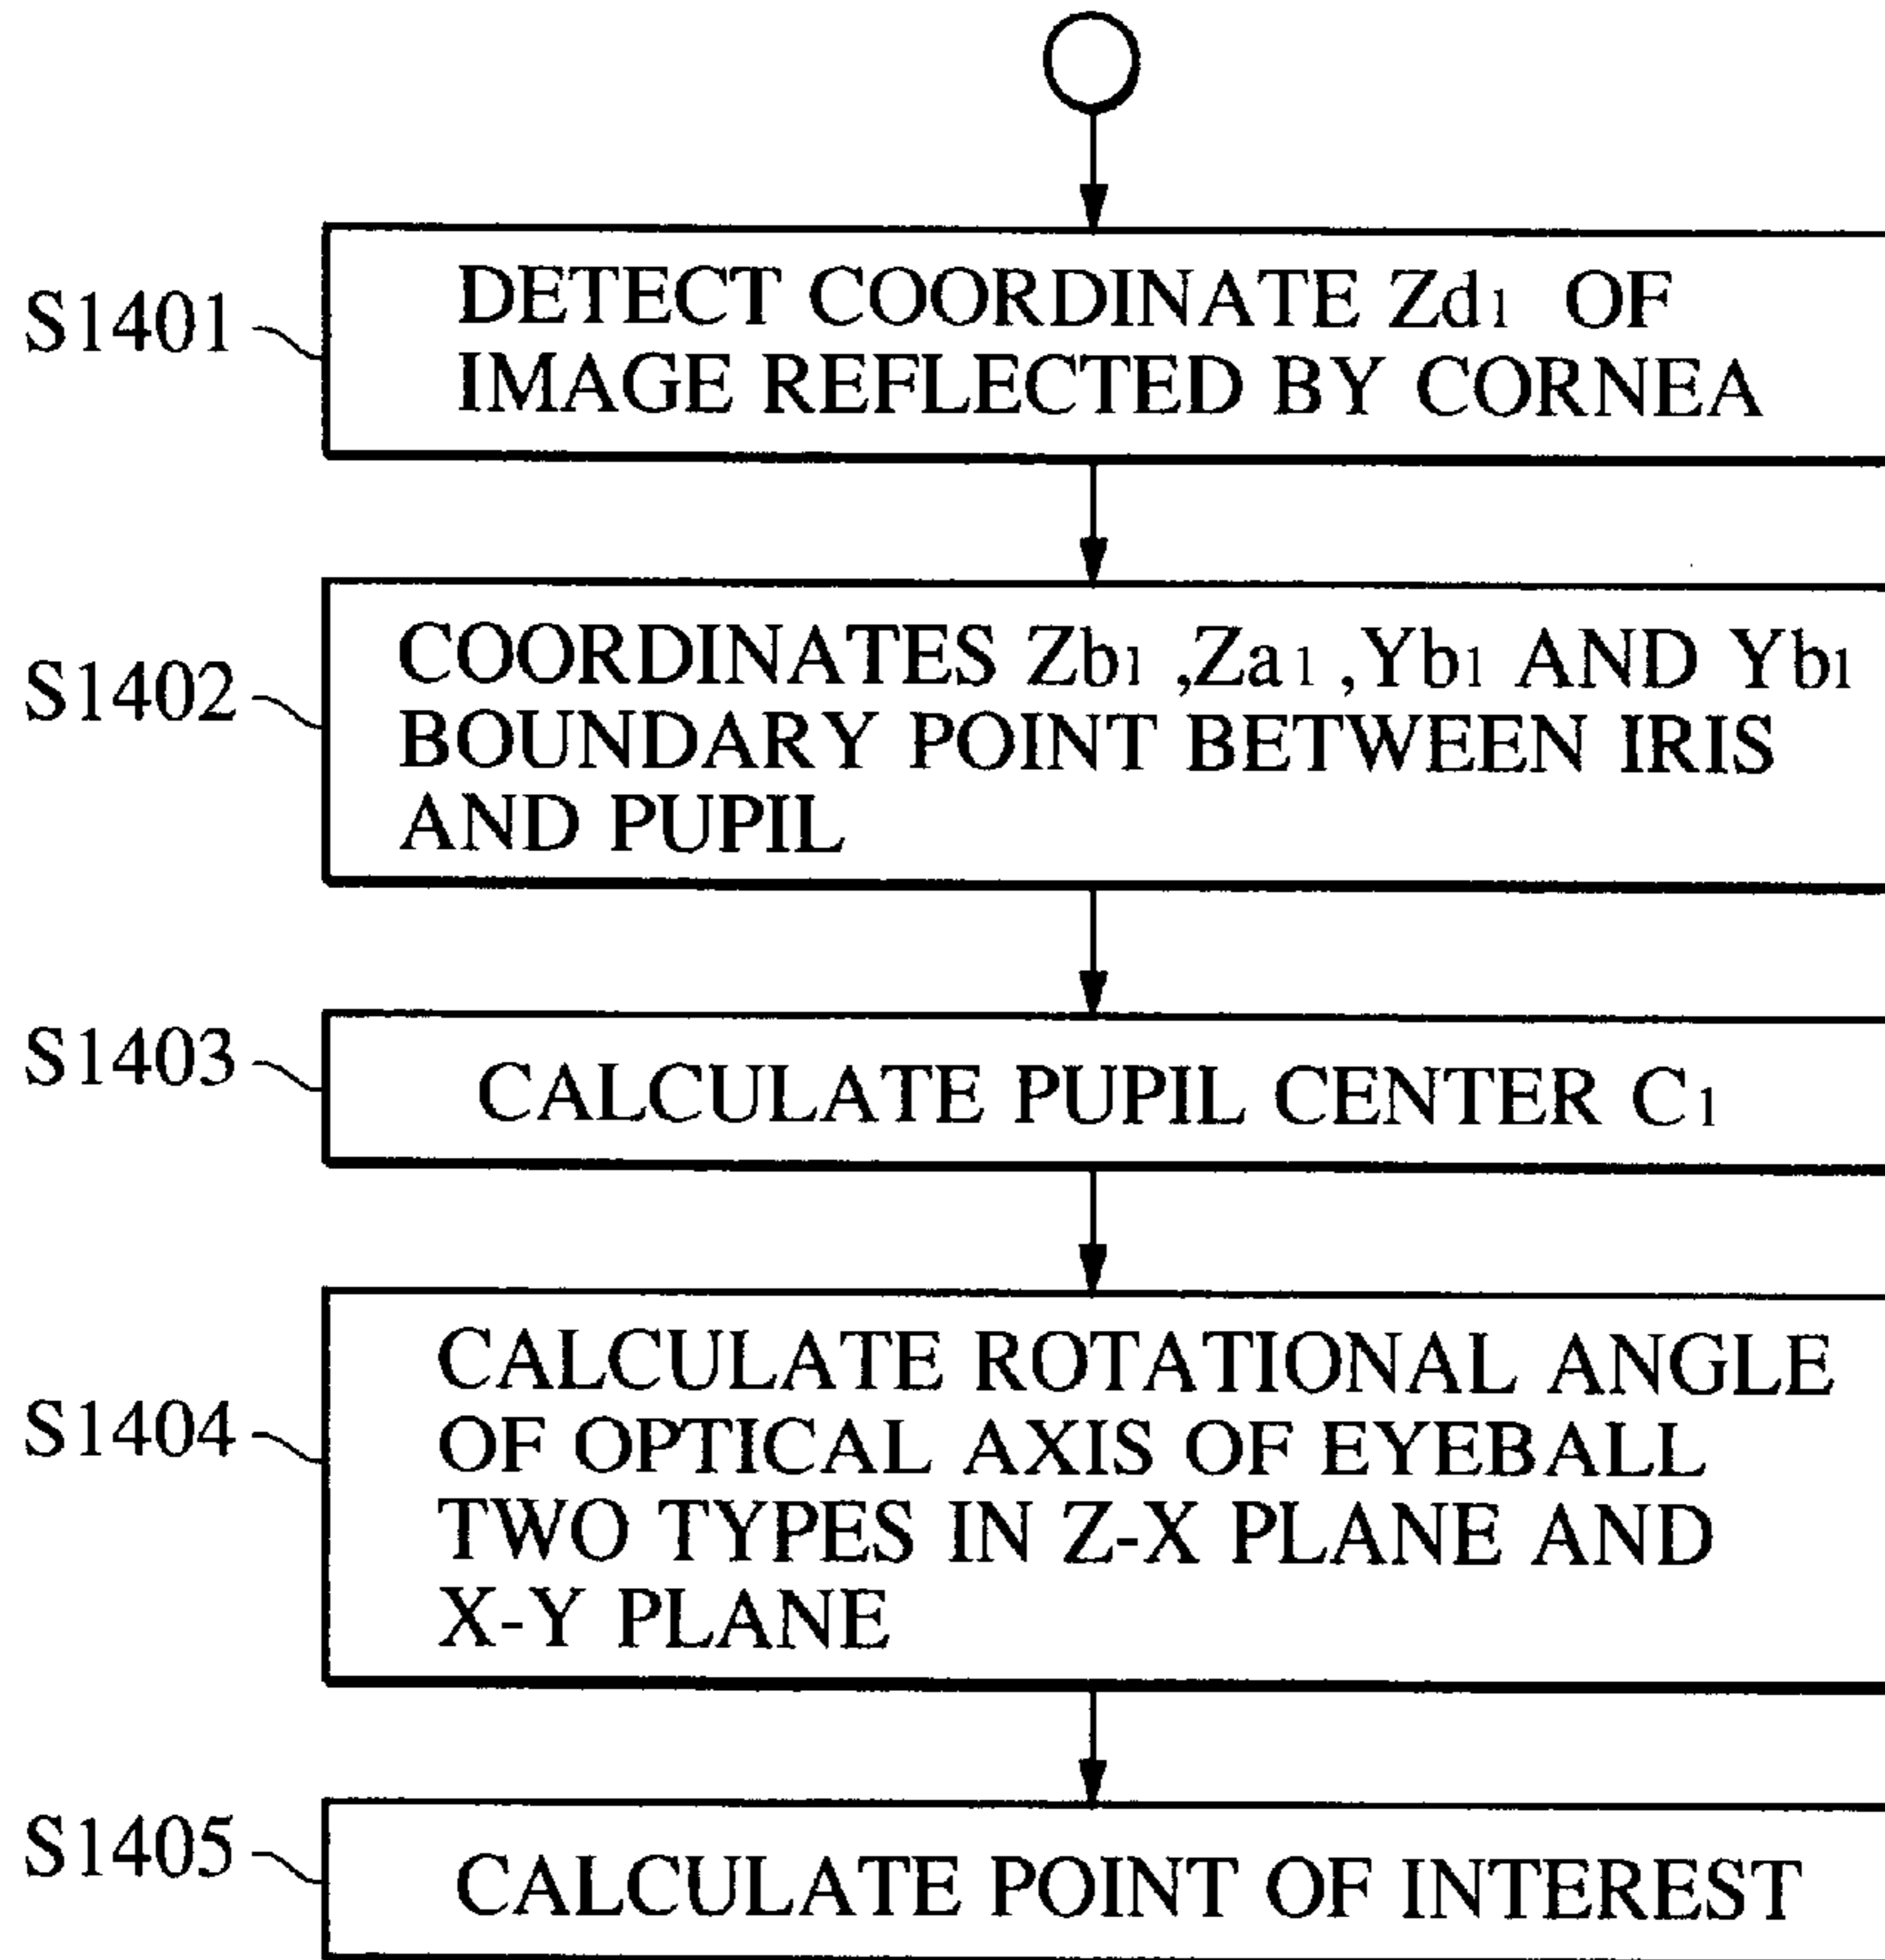 S1401
DETECT COORDINATE Zd1 OF
IMAGE REFLECTED BY CORNEA
S1402
COORDINATES Zb1 ,Za1 ,Yb1 AND Yb1
BOUNDARY POINT BETWEEN IRIS
AND PUPIL
S1403
CALCULATE PUPIL CENTER C1
S1404
CALCULATE ROTATIONAL ANGLE
OF OPTICAL AXIS OF EYEBALL
TWO TYPES IN Z-X PLANE AND
X-Y PLANE
S1405
CALCULATE POINT OF INTEREST